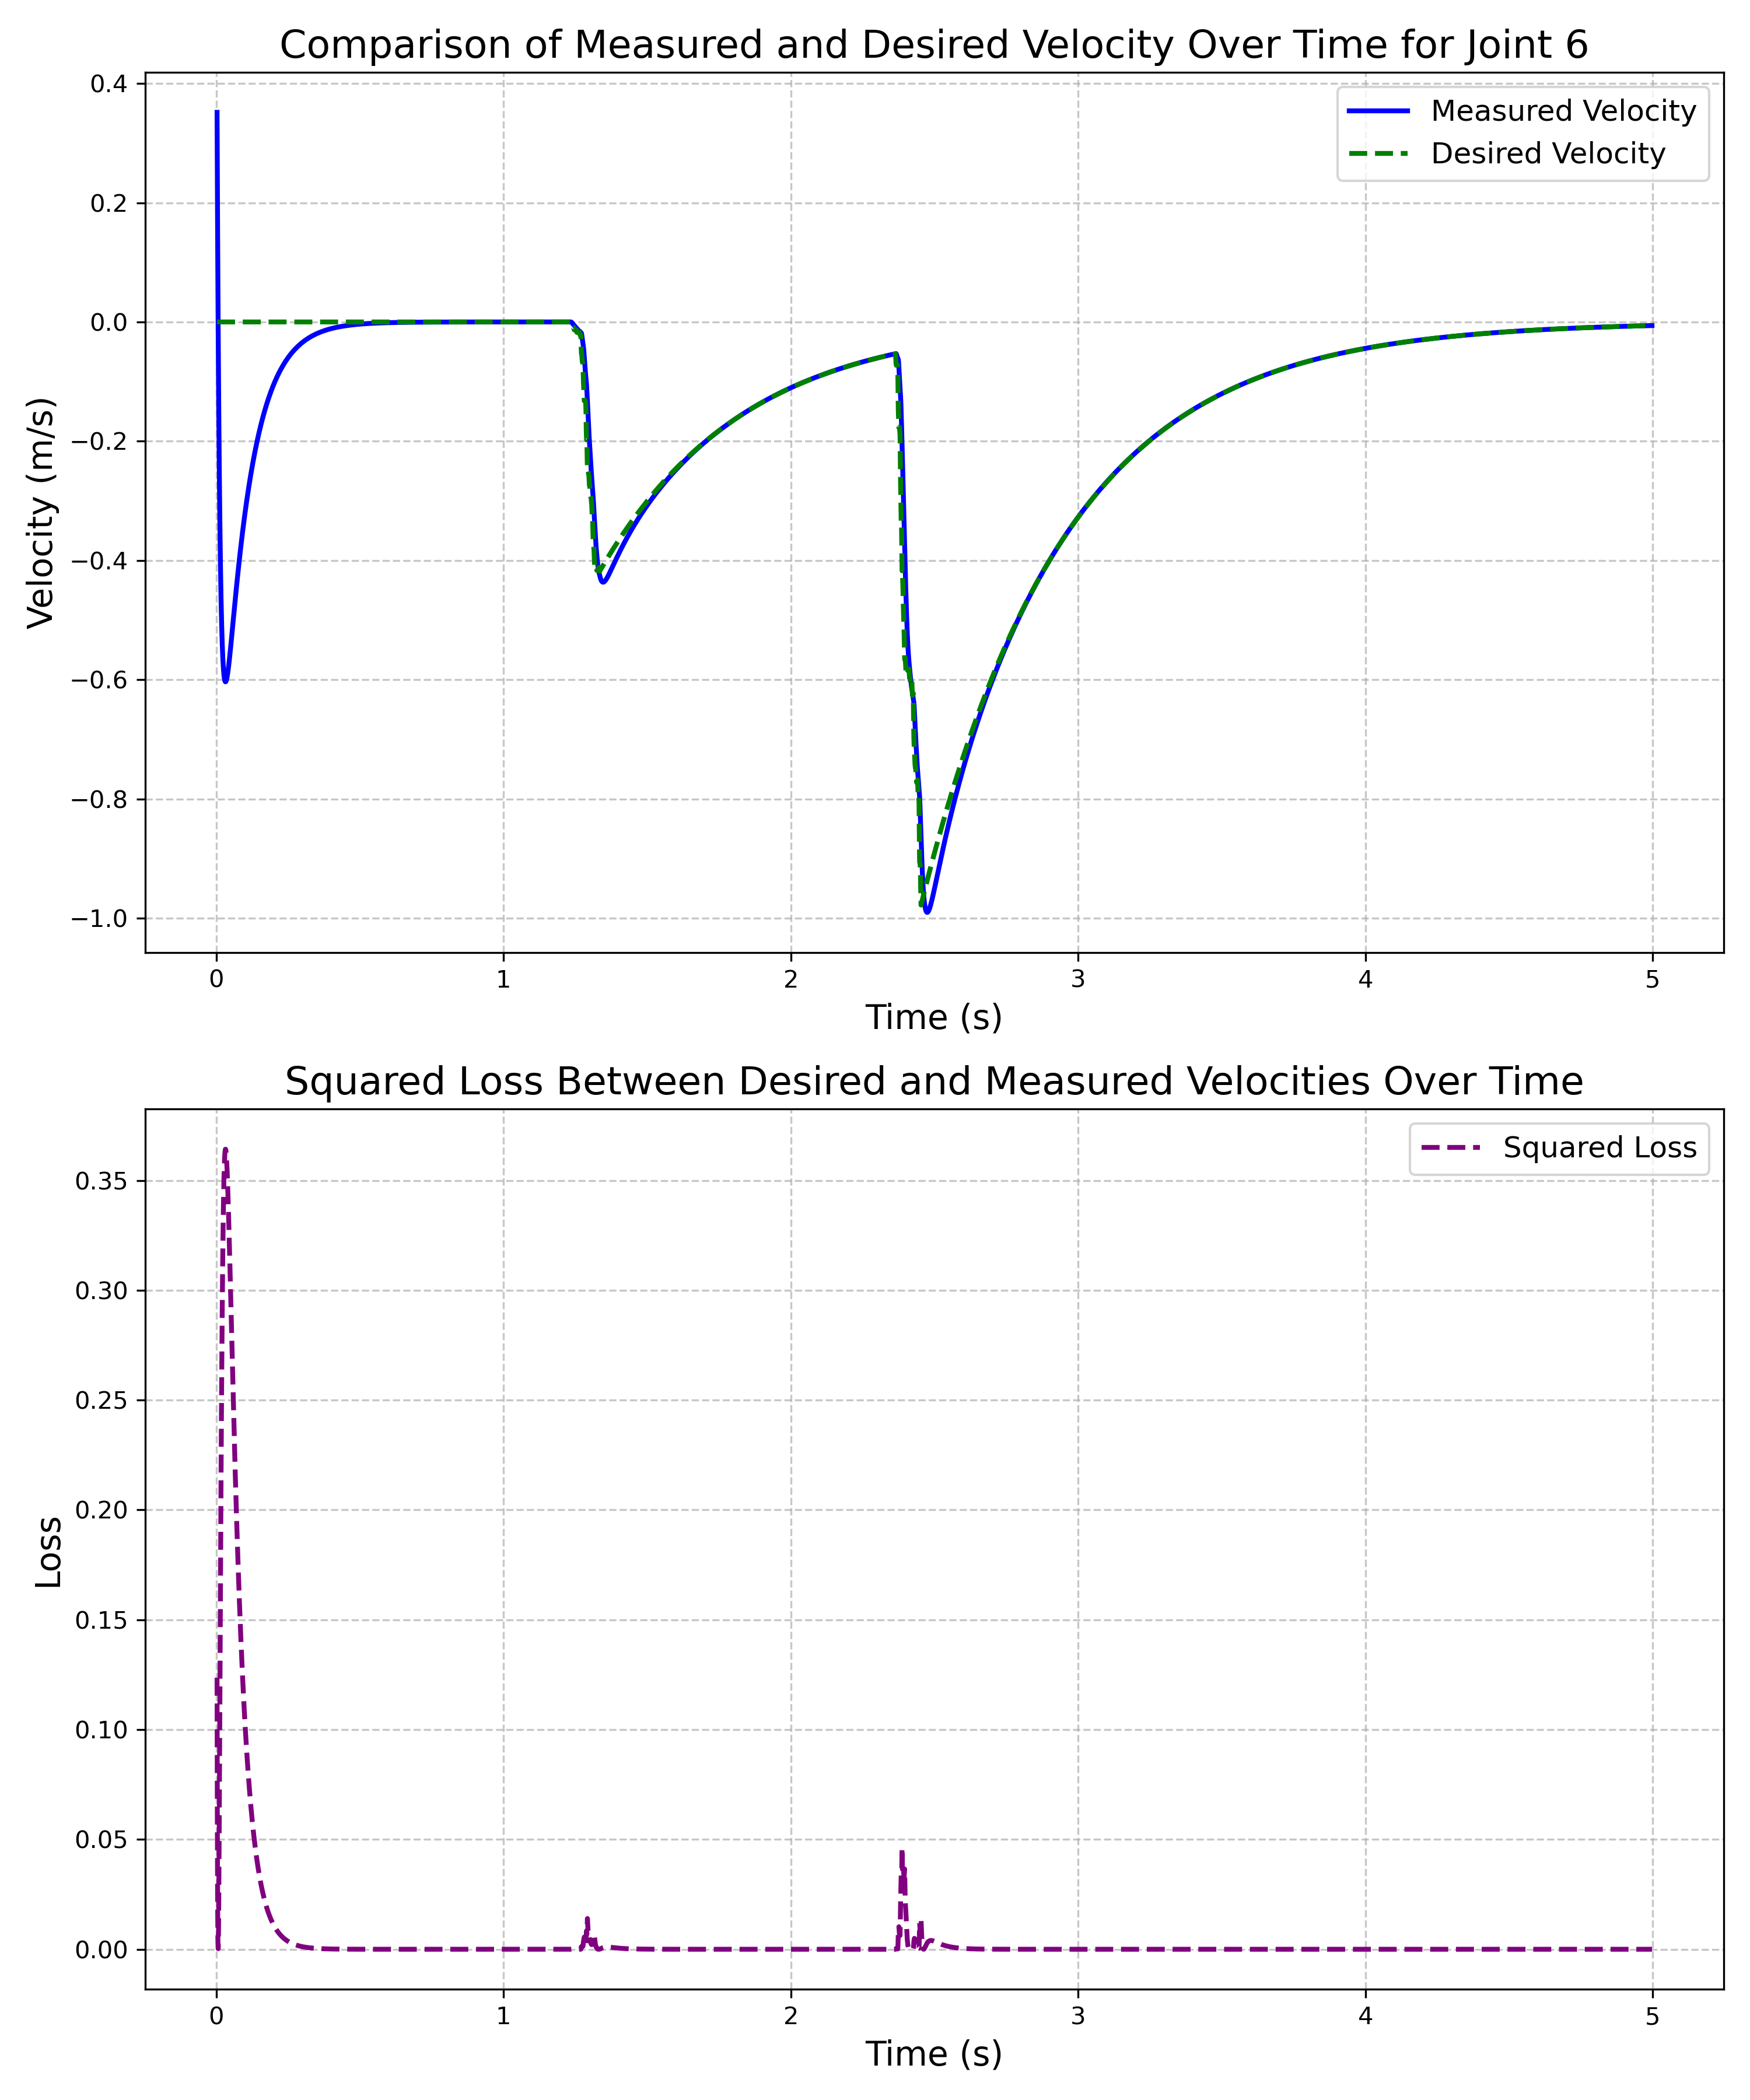 Comparison of Measured and Desired Velocity Over Time for Joint 6
Measured Velocity
Desired Velocity
Velocity (m/s)
0.4
0.2
0.0
−0.2
−0.4
−0.6
−0.8
−1.0
0 1 2 3 4 5
Time (s)
Squared Loss Between Desired and Measured Velocities Over Time
Squared Loss
Loss
0.35
0.30
0.25
0.20
0.15
0.10
0.05
0.00
0 1 2 3 4 5
Time (s)